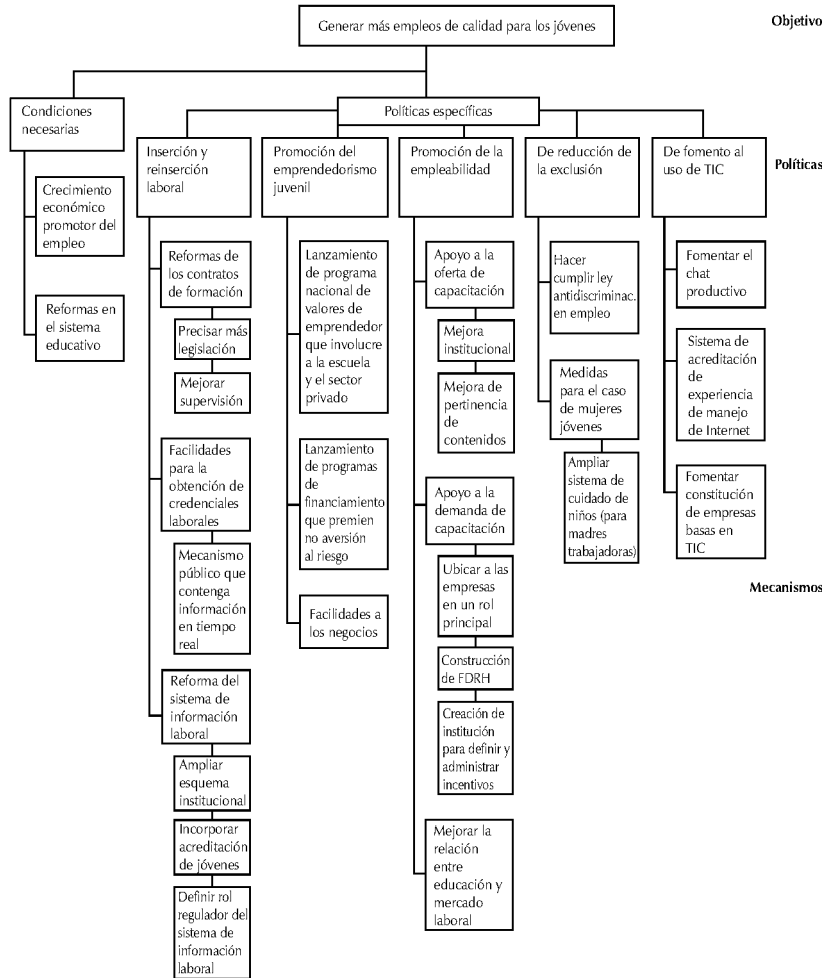 Generar más empleos de calidad para los jóvenes
Objetivo
Condiciones
necesarias
Crecimiento
económico
promotor del
empleo
Reformas en
el sistema
educativo
Políticas específicas
Políticas
Inserción y
reinserción
laboral
Reformas de
los contratos
de formación
Precisar más
legislación
Mejorar
supervisión
Facilidades
para la
obtención de
credenciales
laborales
Mecanismo
público que
contenga
información
en tiempo
real
Reforma del
sistema de
información
laboral
Ampliar
esquema
institucional
Incorporar
acreditación
de jóvenes
Definir rol
regulador del
sistema de
información
laboral
Promoción del
emprendedorismo
juvenil
Lanzamiento
de programa
nacional de
valores de
emprendedor
que involucre
a la escuela
y el sector
privado
Lanzamiento
de programas
de
financiamiento
que premien
no aversión
al riesgo
Facilidades a
los negocios
Promoción de la
empleabilidad
Apoyo a la
oferta de
capacitación
Mejora
institucional
Mejora de
pertinencia
de
contenidos
Apoyo a la
demanda de
capacitación
Ubicar a las
empresas
en un rol
principal
Construcción
de FDRH
Creación de
institución
para definir y
administrar
incentivos
Mejorar la
relación
entre
educación y
mercado
laboral
De reducción de
la exclusión
Hacer
cumplir ley
antidiscriminac.
en empleo
Medidas
para el caso
de mujeres
jóvenes
Ampliar
sistema de
cuidado de
niños (para
madres
trabajadoras)
De fomento al
uso de TIC
Fomentar el
chat
productivo
Sistema de
acreditación
de
experiencia
de manejo
de Internet
Fomentar
constitución
de empresas
basas en
TIC
Mecanismos